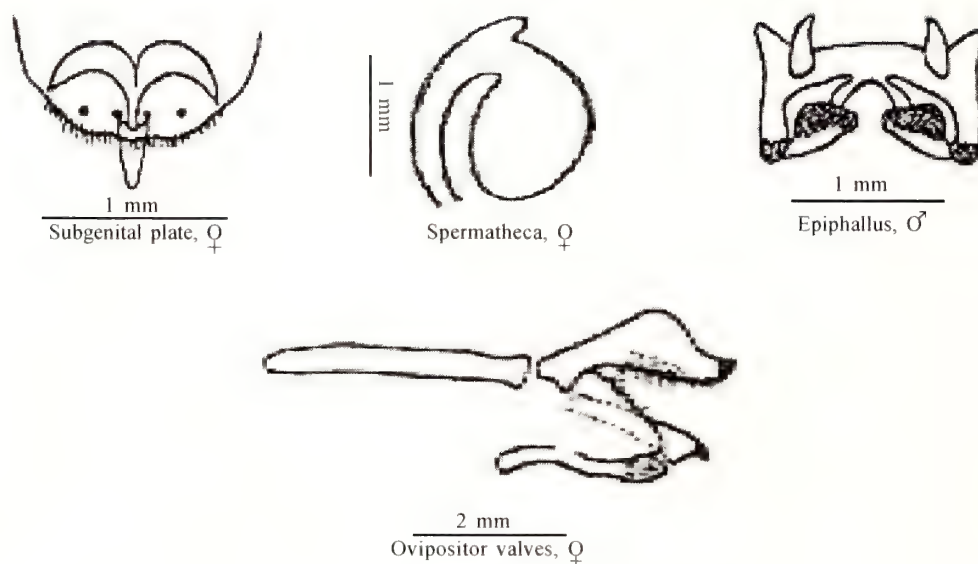 1 mm
Subgenital plate, ♀
1 mm
Spermatheca, ♀
1 mm
Epiphallus, ♂
2 mm
Ovipositor valves, ♀